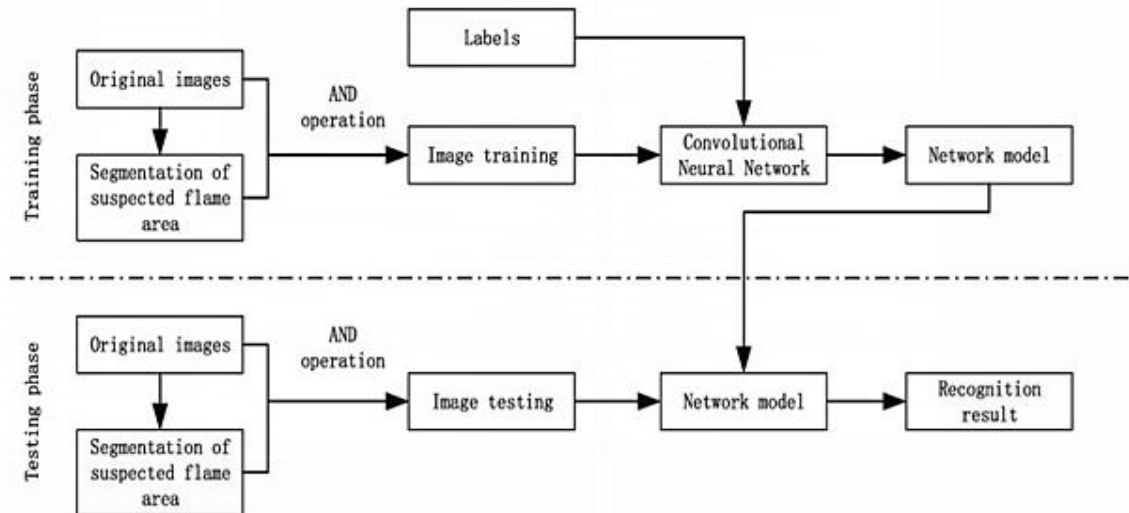 Training phase
Labels
Original images
AND
operation
Image training
Convolutional
Neural Network
Network model
Segmentation of
suspected flame
area
Testing phase
Original images
AND
operation
Image testing
Network model
Recognition
result
Segmentation of
suspected flame
area